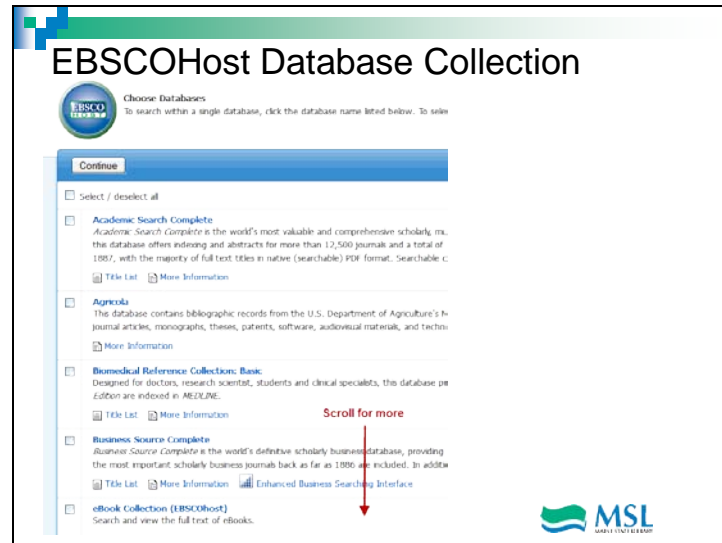 EBSCOHost Database Collection
EBSCO
HOST
Choose Databases
To search within a single database, click the database name listed below. To sele
Continue
Select / deselect all
Academic Search Complete
Academic Search Complete is the world's most valuable and comprehensive scholarly, mu
this database offers indexing and abstracts for more than 12,500 journals and a total of
1887, with the majority of full text titles in native (searchable) PDF format. Searchable c
Title List More Information
Agricola
This database contains bibliographic records from the U.S. Department of Agriculture's N
journal articles, monographs, theses, patents, software, audiovisual materials, and techn
More Information
Biomedical Reference Collection: Basic
Designed for doctors, research scientist, students and clinical specialists, this database pe
Edition are indexed in MEDLINE.
Title List More Information
Scroll for more
Business Source Complete
Business Source Complete is the world's definitive scholarly business database, providing
the most important scholarly business journals back as far as 1886 are included. In additi
Title List More Information Enhanced Business Searching Interface
eBook Collection (EBSCOhost)
Search and view the full text of eBooks.
MSL
MAINE STATE LIBRARY